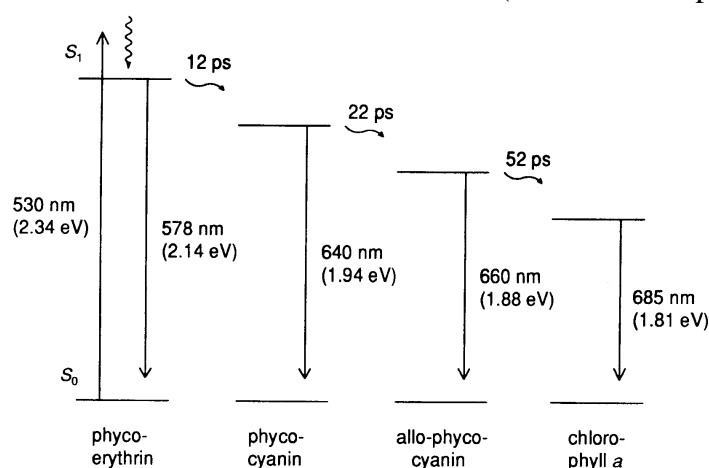 (
p
S1
12 ps
22 ps
52 ps
530 nm
(2.34 eV)
578 nm
(2.14 eV)
640 nm
(1.94 eV)
660 nm
(1.88 eV)
685 nm
(1.81 eV)
S0
phyco-
erythrin
phyco-
cyanin
allo-phyco-
cyanin
chloro-
phyll a